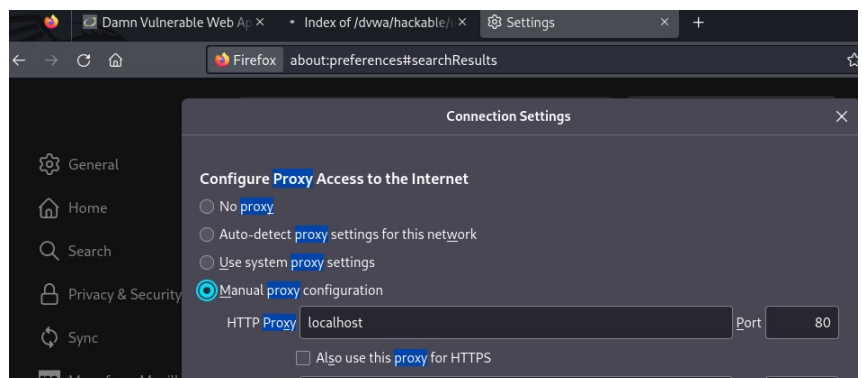 Damn Vulnerable Web Ap
Index of /dvwa/hackable/u
Settings
Firefox about:preferences#searchResults
Connection Settings
General
Home
Search
Privacy & Security
Sync
Configure Proxy Access to the Internet
No proxy
Auto-detect proxy settings for this network
Use system proxy settings
Manual proxy configuration
HTTP Proxy localhost Port 80
Also use this proxy for HTTPS